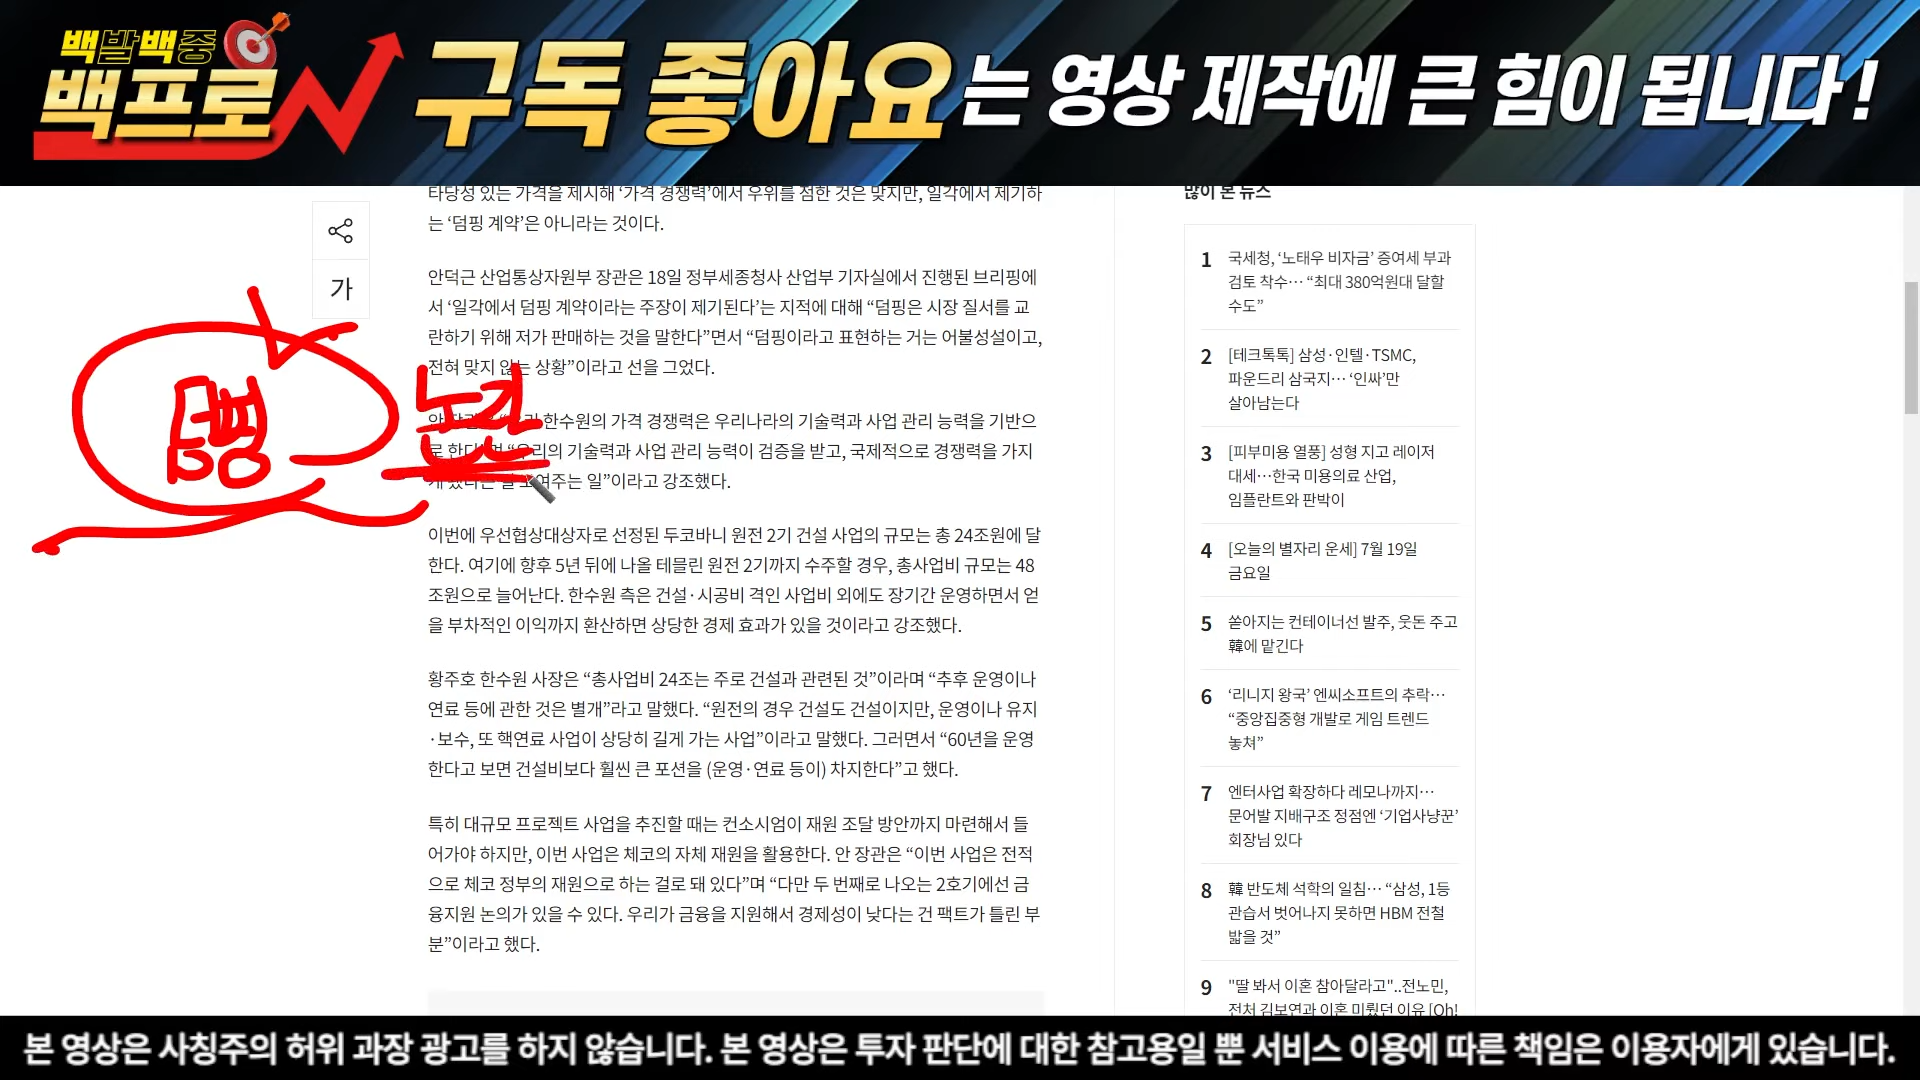 백발백중
백프로
구독 좋아요는 영상 제작에 큰 힘이 됩니다!
타당성 있는 가격을 제시해 ‘가격 경쟁력’에서 우위를 점한 것은 맞지만, 일각에서 제기하
는 ‘덤핑 계약’은 아니라는 것이다.
가
안덕근 산업통상자원부 장관은 18일 정부세종청사 산업부 기자실에서 진행된 브리핑에
서 ‘일각에서 덤핑 계약이라는 주장이 제기된다’는 지적에 대해 “덤핑은 시장 질서를 교
란하기 위해 저가 판매하는 것을 말한다”면서 “덤핑이라고 표현하는 거는 어불성설이고,
전혀 맞지 않는 상황”이라고 선을 그었다.
한수원의 가격 경쟁력은 우리나라의 기술력과 사업 관리 능력을 기반으
로 한다”며 “우리의 기술력과 사업 관리 능력이 검증을 받고, 국제적으로 경쟁력을 가지
보여주는 일”이라고 강조했다.
이번에 우선협상대상자로 선정된 두코바니 원전 2기 건설 사업의 규모는 총 24조원에 달
한다. 여기에 향후 5년 뒤에 나올 테믈린 원전 2기까지 수주할 경우, 총사업비 규모는 48
조원으로 늘어난다. 한수원 측은 건설·시공비 격인 사업비 외에도 장기간 운영하면서 얻
을 부차적인 이익까지 환산하면 상당한 경제 효과가 있을 것이라고 강조했다.
황주호 한수원 사장은 “총사업비 24조는 주로 건설과 관련된 것”이라며 “추후 운영이나
연료 등에 관한 것은 별개”라고 말했다. “원전의 경우 건설도 건설이지만, 운영이나 유지
·보수, 또 핵연료 사업이 상당히 길게 가는 사업”이라고 말했다. 그러면서 “60년을 운영
한다고 보면 건설비보다 훨씬 큰 포션을 (운영·연료 등이) 차지한다”고 했다.
특히 대규모 프로젝트 사업을 추진할 때는 컨소시엄이 재원 조달 방안까지 마련해서 들
어가야 하지만, 이번 사업은 체코의 자체 재원을 활용한다. 안 장관은 “이번 사업은 전적
으로 체코 정부의 재원으로 하는 걸로 돼 있다”며 “다만 두 번째로 나오는 2호기에선 금
융지원 논의가 있을 수 있다. 우리가 금융을 지원해서 경제성이 낮다는 건 팩트가 틀린 부
분”이라고 했다.
많이 본 뉴스
1 국세청, ‘노태우 비자금’ 증여세 부과
검토 착수… “최대 380억원대 달할
수도”
2 [테크톡톡] 삼성·인텔·TSMC,
파운드리 삼국지… ‘인싸’만
살아남는다
3 [피부미용 열풍] 성형 지고 레이저
대세…한국 미용의료 산업,
임플란트와 판박이
4 [오늘의 별자리 운세] 7월 19일
금요일
5 쏟아지는 컨테이너선 발주, 웃돈 주고
韓에 맡긴다
6 ‘리니지 왕국’ 엔씨소프트의 추락…
“중앙집중형 개발로 게임 트렌드
놓쳐”
7 엔터사업 확장하다 레모나까지…
문어발 지배구조 정점엔 ‘기업사냥꾼’
회장님 있다
8 韓 반도체 석학의 일침… “삼성, 1등
관습서 벗어나지 못하면 HBM 전철
밟을 것”
9 "딸 봐서 이혼 참아달라고"..전노민,
전처 김보연과 이혼 미뤘던 이유 [Oh!
본 영상은 사칭주의 허위 과장 광고를 하지 않습니다. 본 영상은 투자 판단에 대한 참고용일 뿐 서비스 이용에 따른 책임은 이용자에게 있습니다.